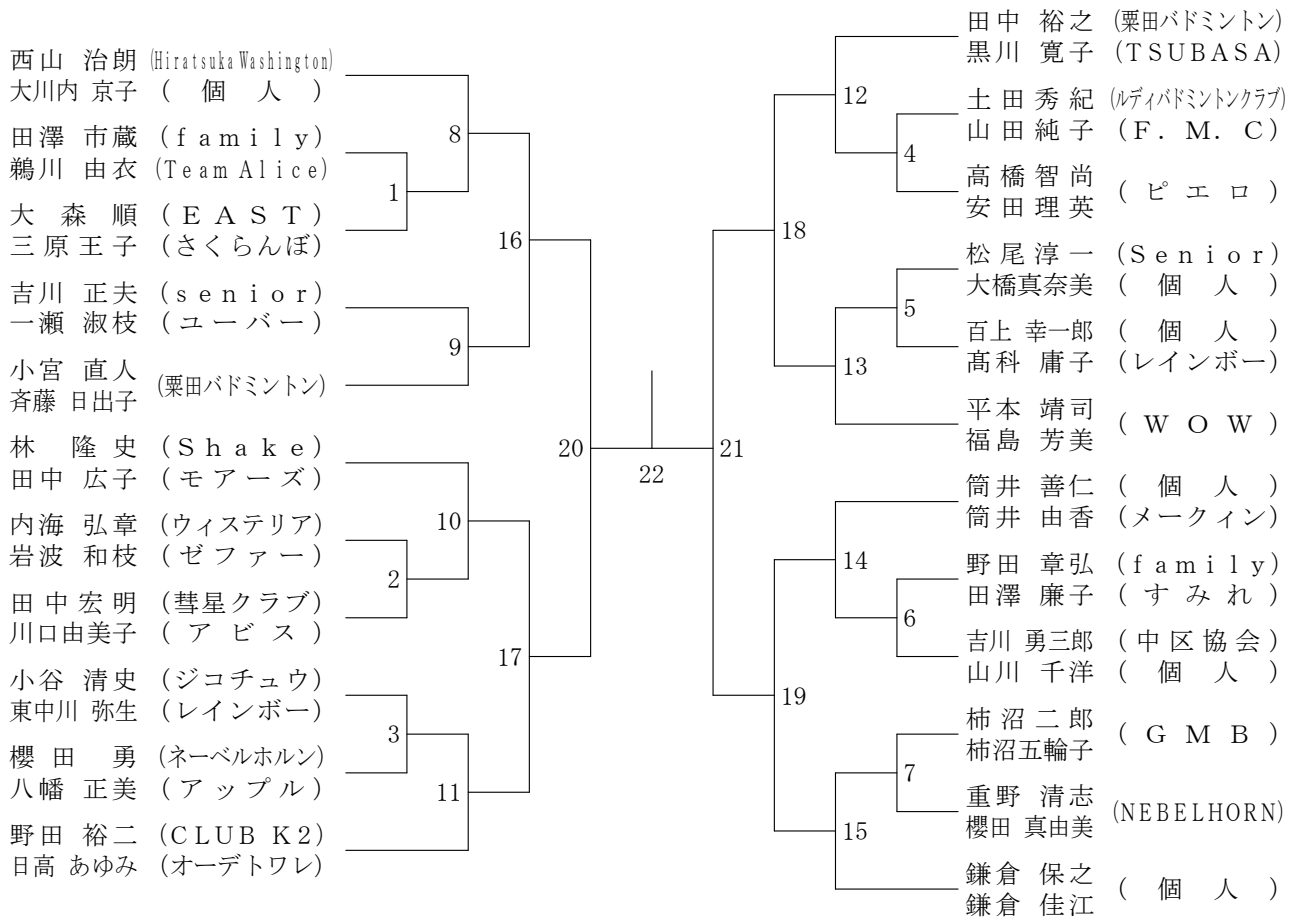 西山 治朗 (Hiratsuka Washington)
大川内 京子 ( 個 人 )
田澤 市蔵 (family)
鵜川 由衣 (Team Alice)
大 森 順 (EAST)
三原王子 (さくらんぼ)
吉川 正夫 (senior)
一瀬 淑枝 (ユーバー)
小宮 直人
斉藤 日出子
(粟田バドミントン)
林 隆史 (Shake)
田中 広子 (モアーズ)
内海 弘章 (ウィステリア)
岩波 和枝 (ゼファー)
田中宏明 (彗星クラブ)
川口由美子 (アビス)
小谷 清史 (ジコチュウ)
東中川 弥生 (レインボー)
櫻田 勇 (ネーベルホルン)
八幡 正美 (アップル)
野田 裕二 (CLUB K2)
日高 あゆみ (オーデトワレ)
8
1
16
9
20
10
2
17
3
11
22
21
12
4
18
5
13
14
6
19
7
15
田中 裕之 (粟田バドミントン)
黒川 寛子 (TSUBASA)
土田秀紀 (ルディバドミントンクラブ)
山田純子 (F．M．C)
高橋智尚
安田理英
(ピエロ)
松尾淳一 (Senior)
大橋真奈美 ( 個 人 )
百上 幸一郎 ( 個 人 )
髙科 庸子 (レインボー)
平本 靖司
福島 芳美
(WOW)
筒井 善仁 ( 個 人 )
筒井 由香 (メークィン)
野田 章弘 (family)
田澤 廉子 (すみれ)
吉川 勇三郎 (中区協会)
山川 千洋 ( 個 人 )
柿沼二郎
柿沼五輪子
(GMB)
重野 清志
櫻田 真由美
(NEBELHORN)
鎌倉 保之
鎌倉 佳江
( 個 人 )